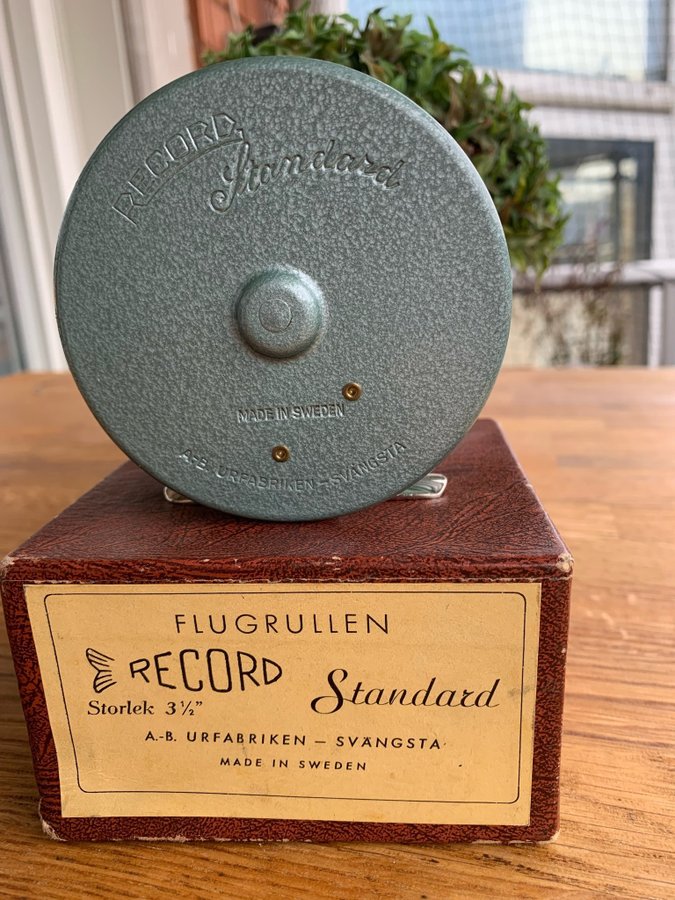 RECORD
Standard
MADE IN SWEDEN
A-B. URFABRIKEN – SVÄNGSTA
FLUGRULLEN
RECORD Standard
Storlek 3½"
A.-B. URFABRIKEN – SVÄNGSTA
MADE IN SWEDEN